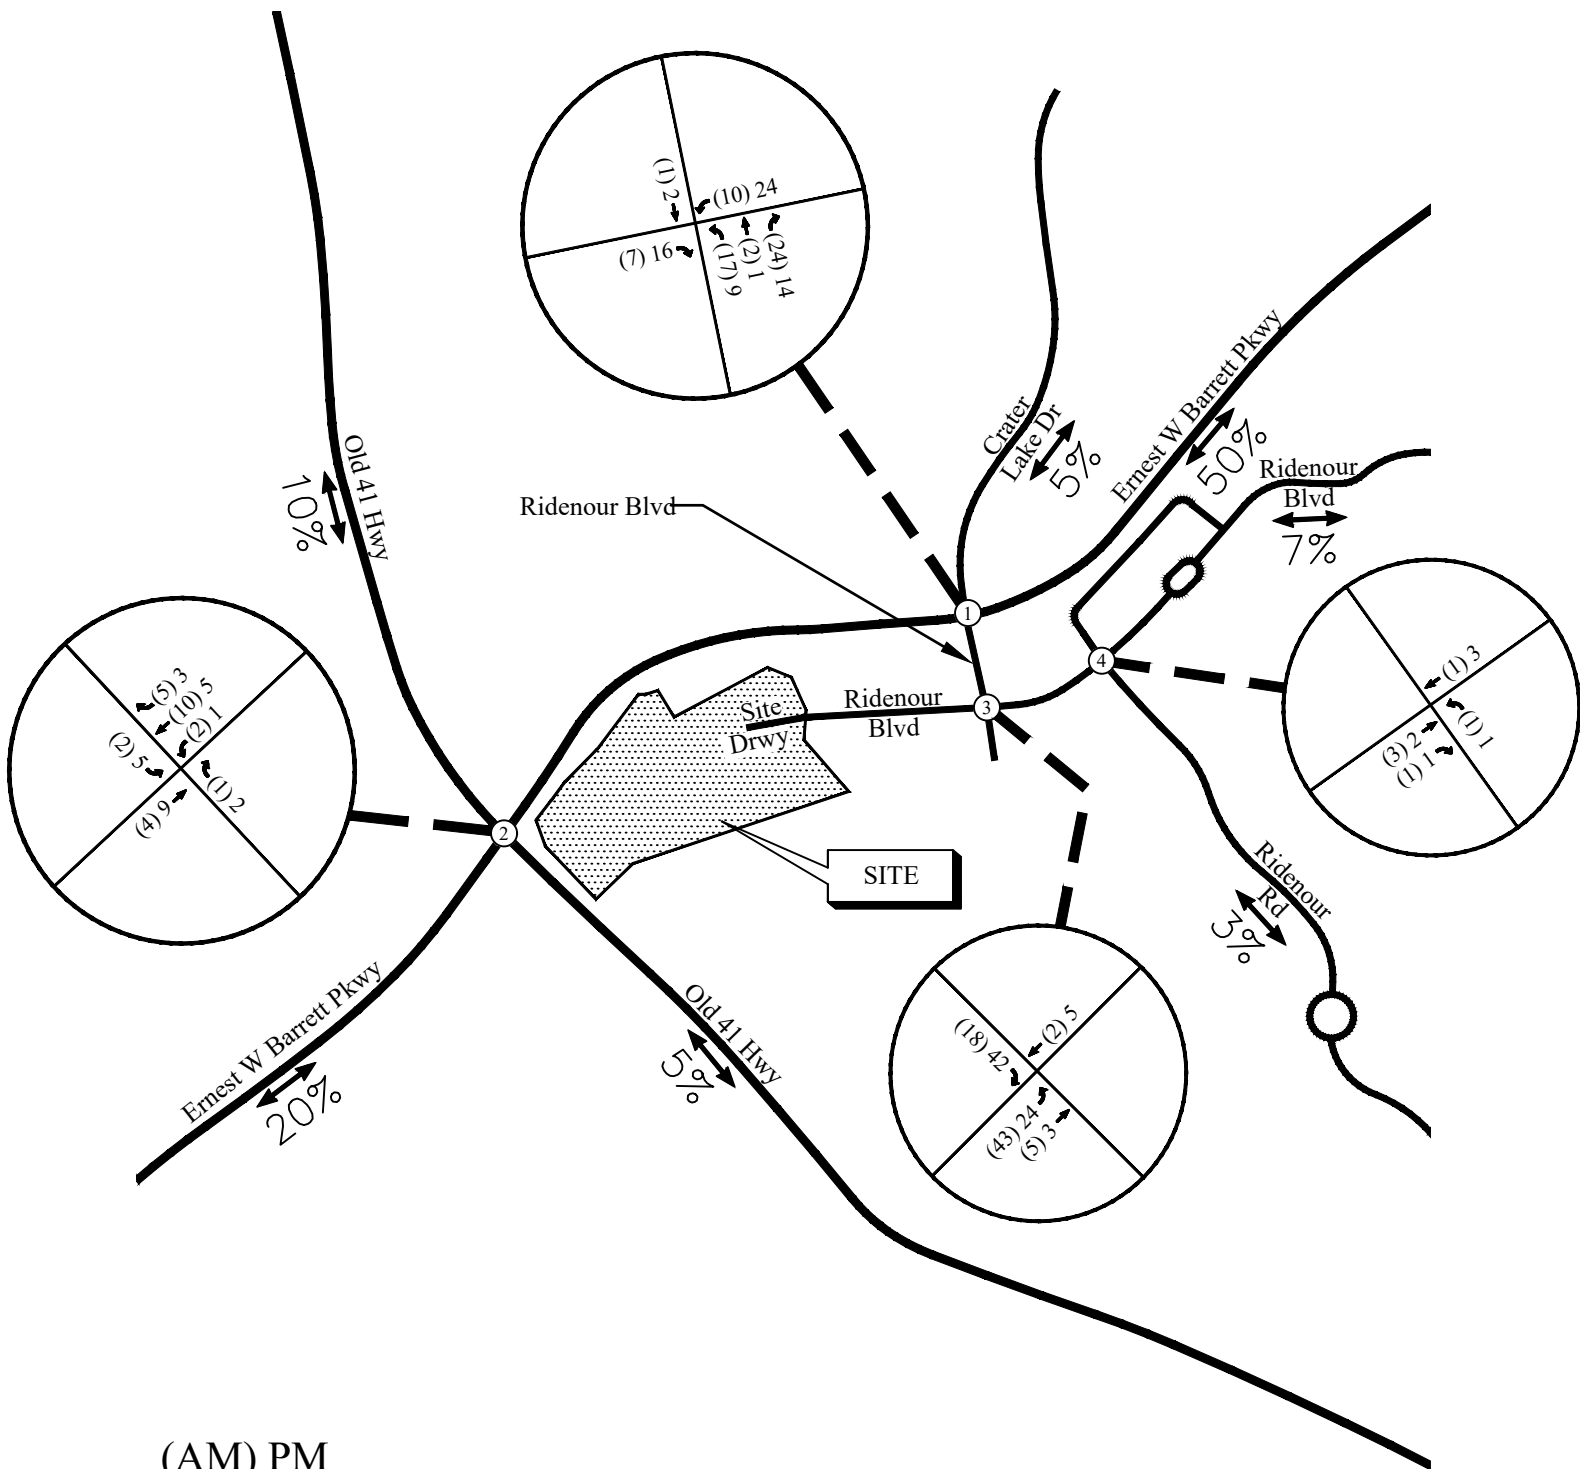 (1) 2
(10) 24
(7) 16
(17) 9
(2) 1
(24) 14
Crater
Lake Dr
5%
Ernest W Barrett Pkwy
50%
Old 41 Hwy
10%
Ridenour Blvd
Ridenour
Blvd
7%
1
(5) 3
(10) 5
(2) 1
(2) 5
(4) 9
(1) 2
4
(1) 3
(1) 1
(3) 2
(1) 1
Site
Drwy
Ridenour
Blvd
3
2
SITE
Ridenour
Rd
3%
Ernest W Barrett Pkwy
20%
Old 41 Hwy
5%
(2) 5
(18) 42
(43) 24
(5) 3
(AM) PM